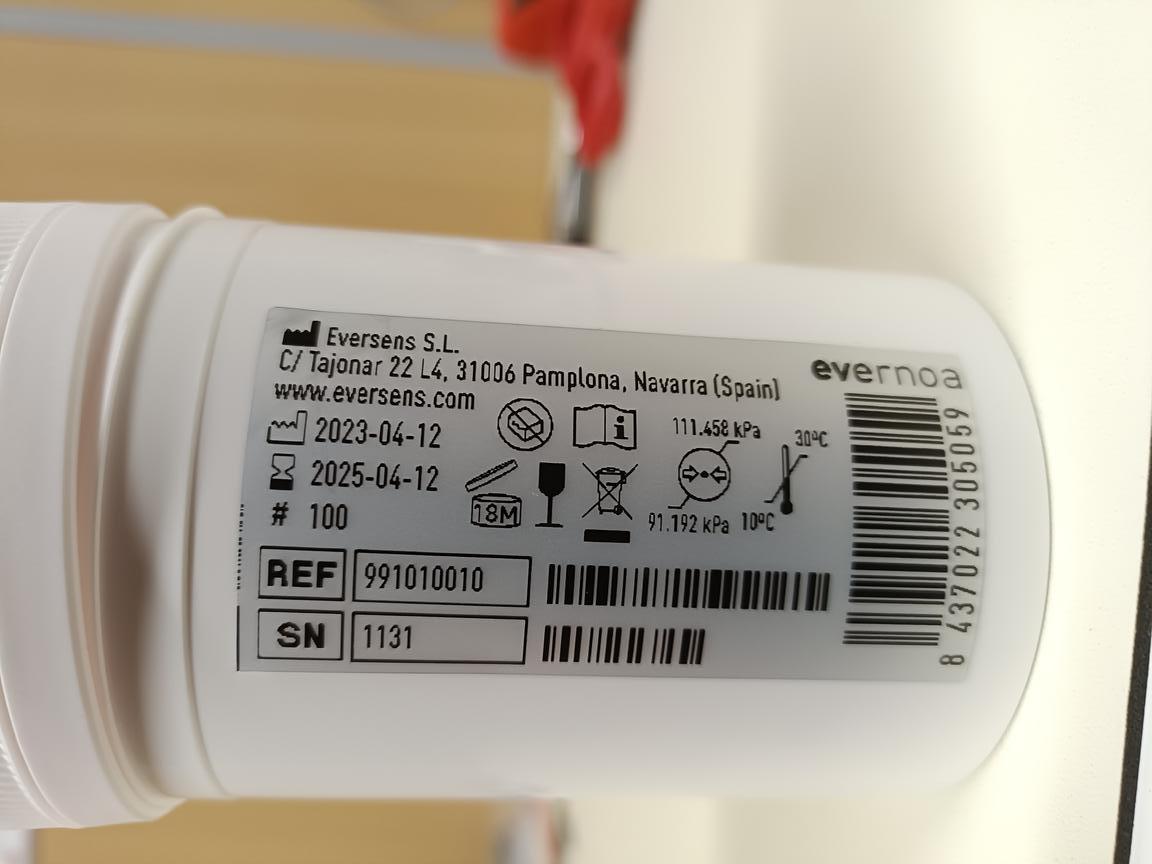 Eversens S.L.
C/ Tajonar 22 L4, 31006 Pamplona, Navarra (Spain)
www.eversens.com
evernoa
2023-04-12
2025-04-12
# 100
18M
111.458 kPa
91.192 kPa
30ºC
10ºC
REF 991010010
SN 1131
8 437022 305059